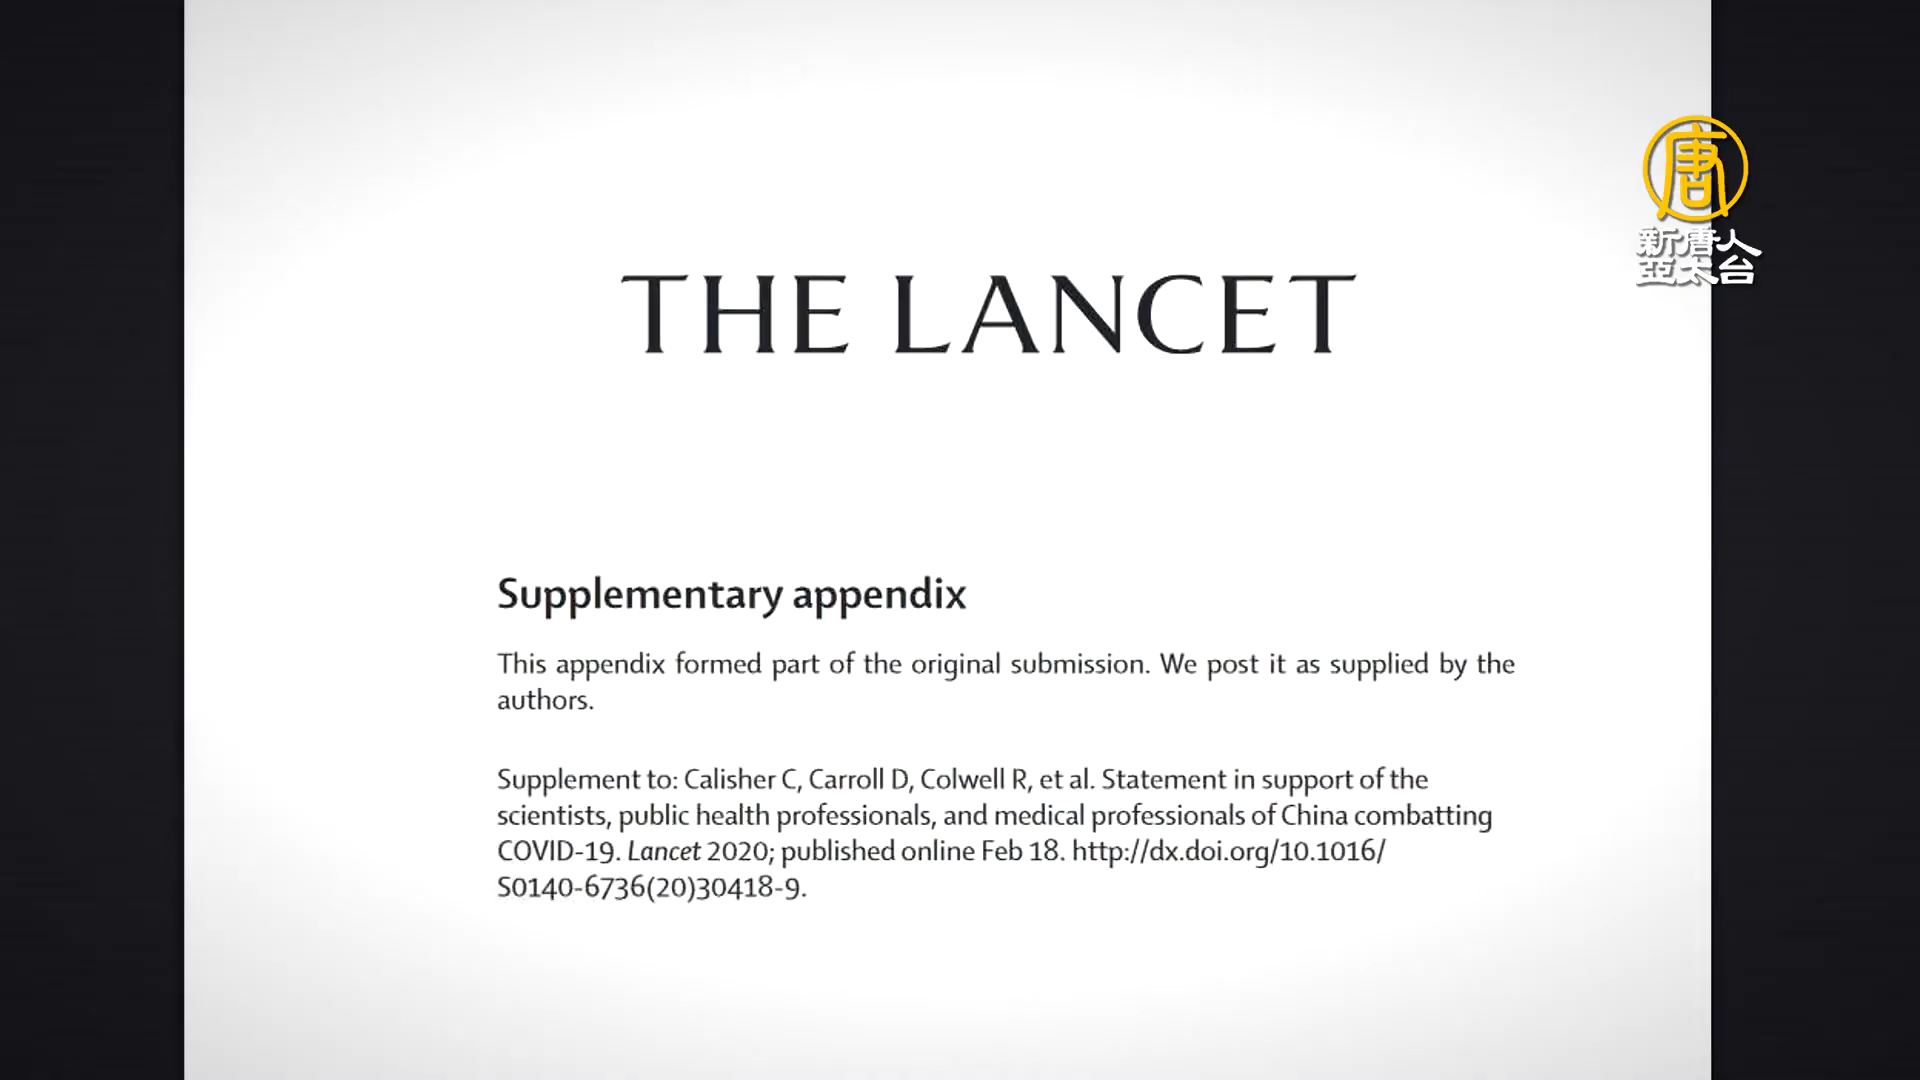 THE LANCET
唐
新唐人
亞太台
Supplementary appendix
This appendix formed part of the original submission. We post it as supplied by the
authors.
Supplement to: Calisher C, Carroll D, Colwell R, et al. Statement in support of the
scientists, public health professionals, and medical professionals of China combatting
COVID-19. Lancet 2020; published online Feb 18. http://dx.doi.org/10.1016/
S0140-6736(20)30418-9.